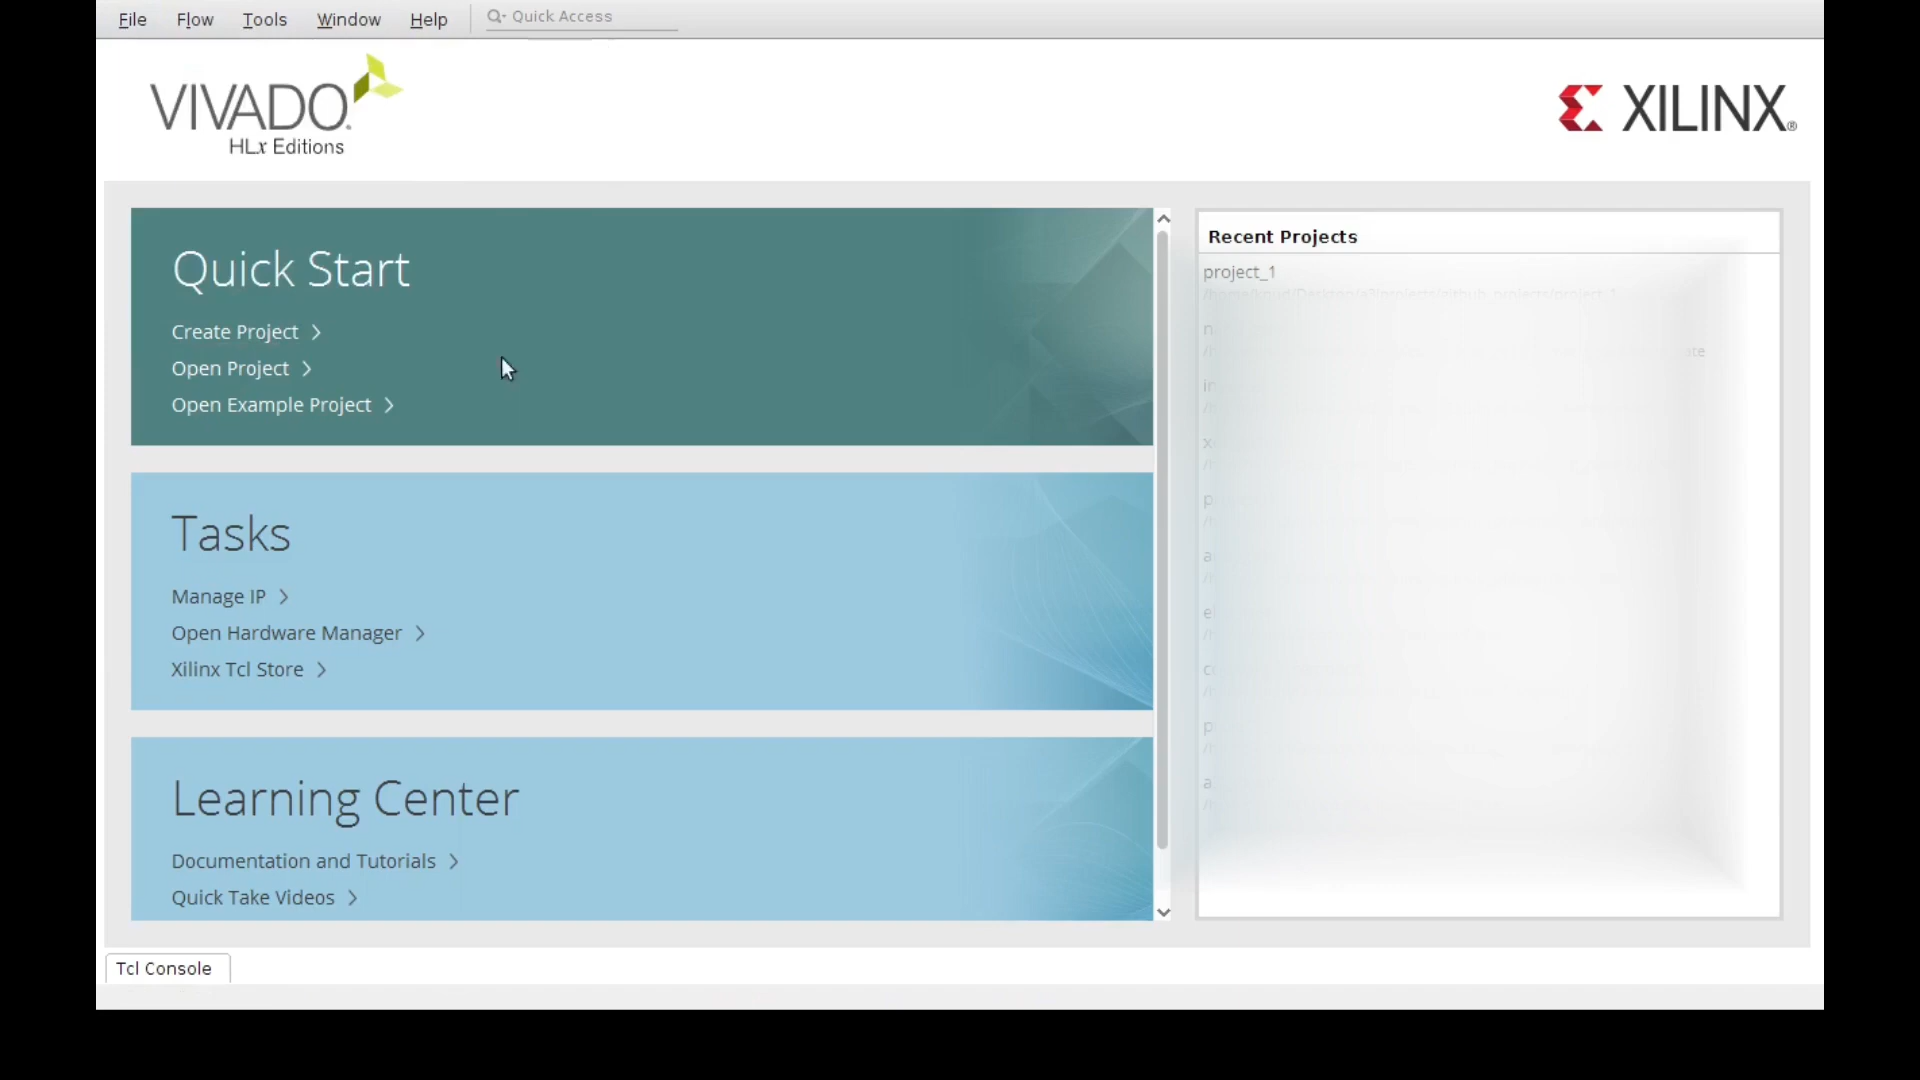 File Flow Tools Window Help Quick Access
VIVADO.
HLx Editions
XILINX®
Quick Start
Create Project
Open Project
Open Example Project
Tasks
Manage IP
Open Hardware Manager
Xilinx Tcl Store
Learning Center
Documentation and Tutorials
Quick Take Videos
Recent Projects
project_1
Tcl Console